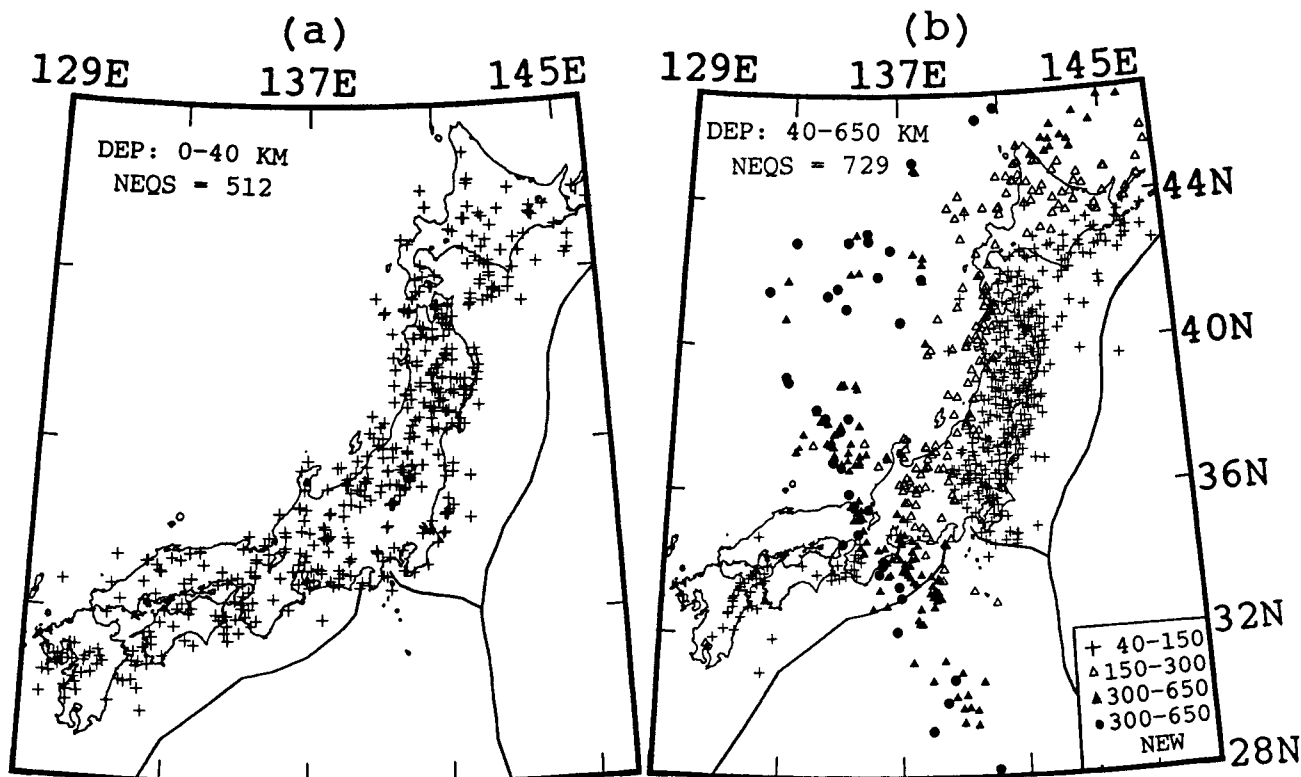 (a)
129E 137E 145E
DEP: 0-40 KM
NEQS = 512
(b)
129E 137E 145E
DEP: 40-650 KM
NEQS = 729
44N
40N
36N
32N
28N
+ 40-150
△ 150-300
▲ 300-650
● 300-650
NEW